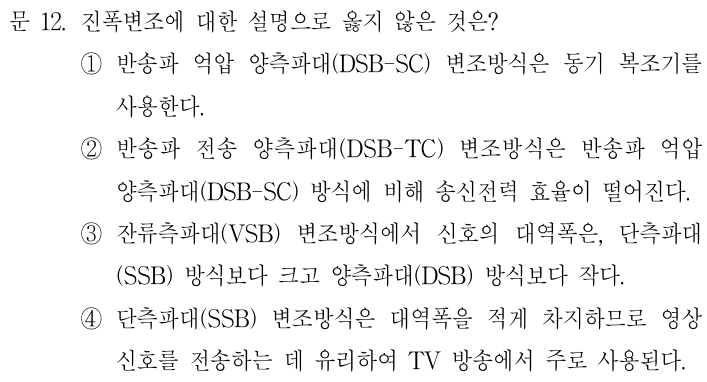 문 12. 진폭변조에 대한 설명으로 옳지 않은 것은?
① 반송파 억압 양측파대(DSB-SC) 변조방식은 동기 복조기를
사용한다.
② 반송파 전송 양측파대(DSB-TC) 변조방식은 반송파 억압
양측파대(DSB-SC) 방식에 비해 송신전력 효율이 떨어진다.
③ 잔류측파대(VSB) 변조방식에서 신호의 대역폭은, 단측파대
(SSB) 방식보다 크고 양측파대(DSB) 방식보다 작다.
④ 단측파대(SSB) 변조방식은 대역폭을 적게 차지하므로 영상
신호를 전송하는 데 유리하여 TV 방송에서 주로 사용된다.